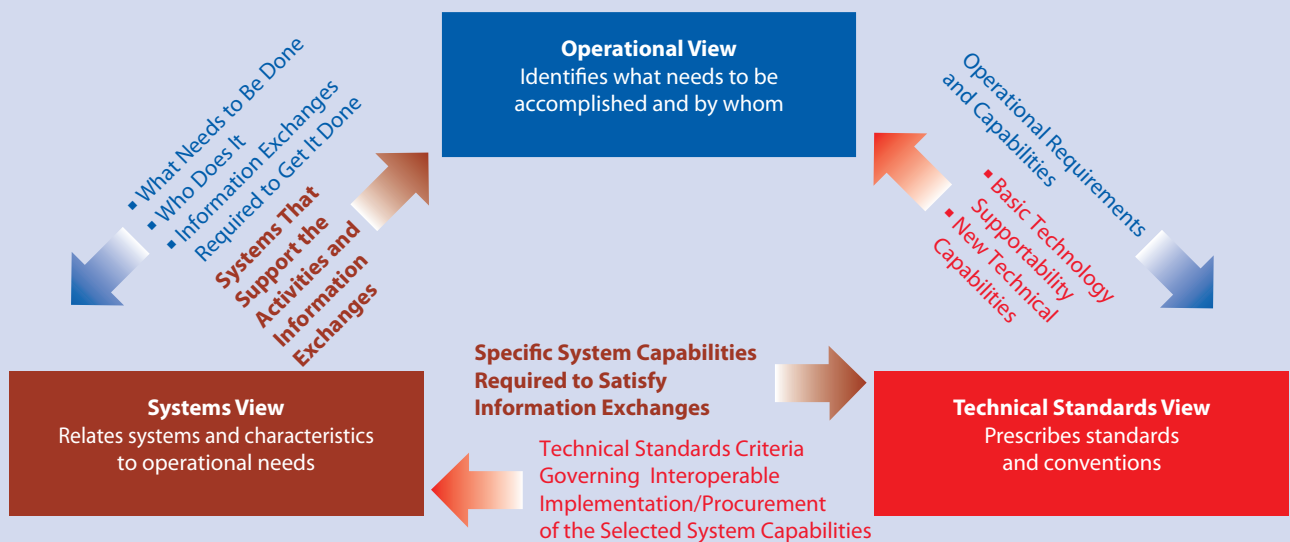 Operational View
Identifies what needs to be
accomplished and by whom
▪ What Needs to Be Done
▪ Who Does It
▪ Information Exchanges
Required to Get It Done
Systems That
Support the
Activities and
Information
Exchanges
Operational Requirements
and Capabilities
▪ Basic Technology
Supportability
▪ New Technical
Capabilities
Systems View
Relates systems and characteristics
to operational needs
Specific System Capabilities
Required to Satisfy
Information Exchanges
Technical Standards Criteria
Governing Interoperable
Implementation/Procurement
of the Selected System Capabilities
Technical Standards View
Prescribes standards
and conventions